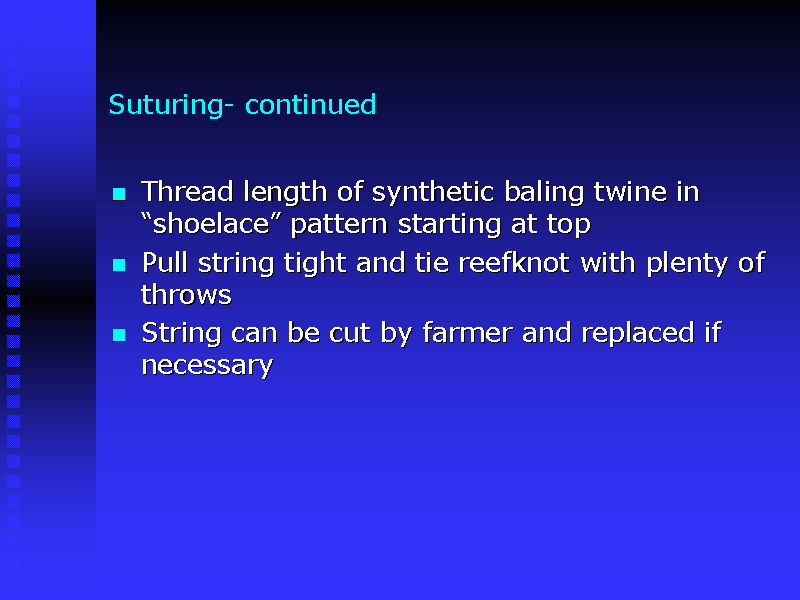 Suturing- continued
Thread length of synthetic baling twine in
“shoelace” pattern starting at top
Pull string tight and tie reefknot with plenty of
throws
String can be cut by farmer and replaced if
necessary